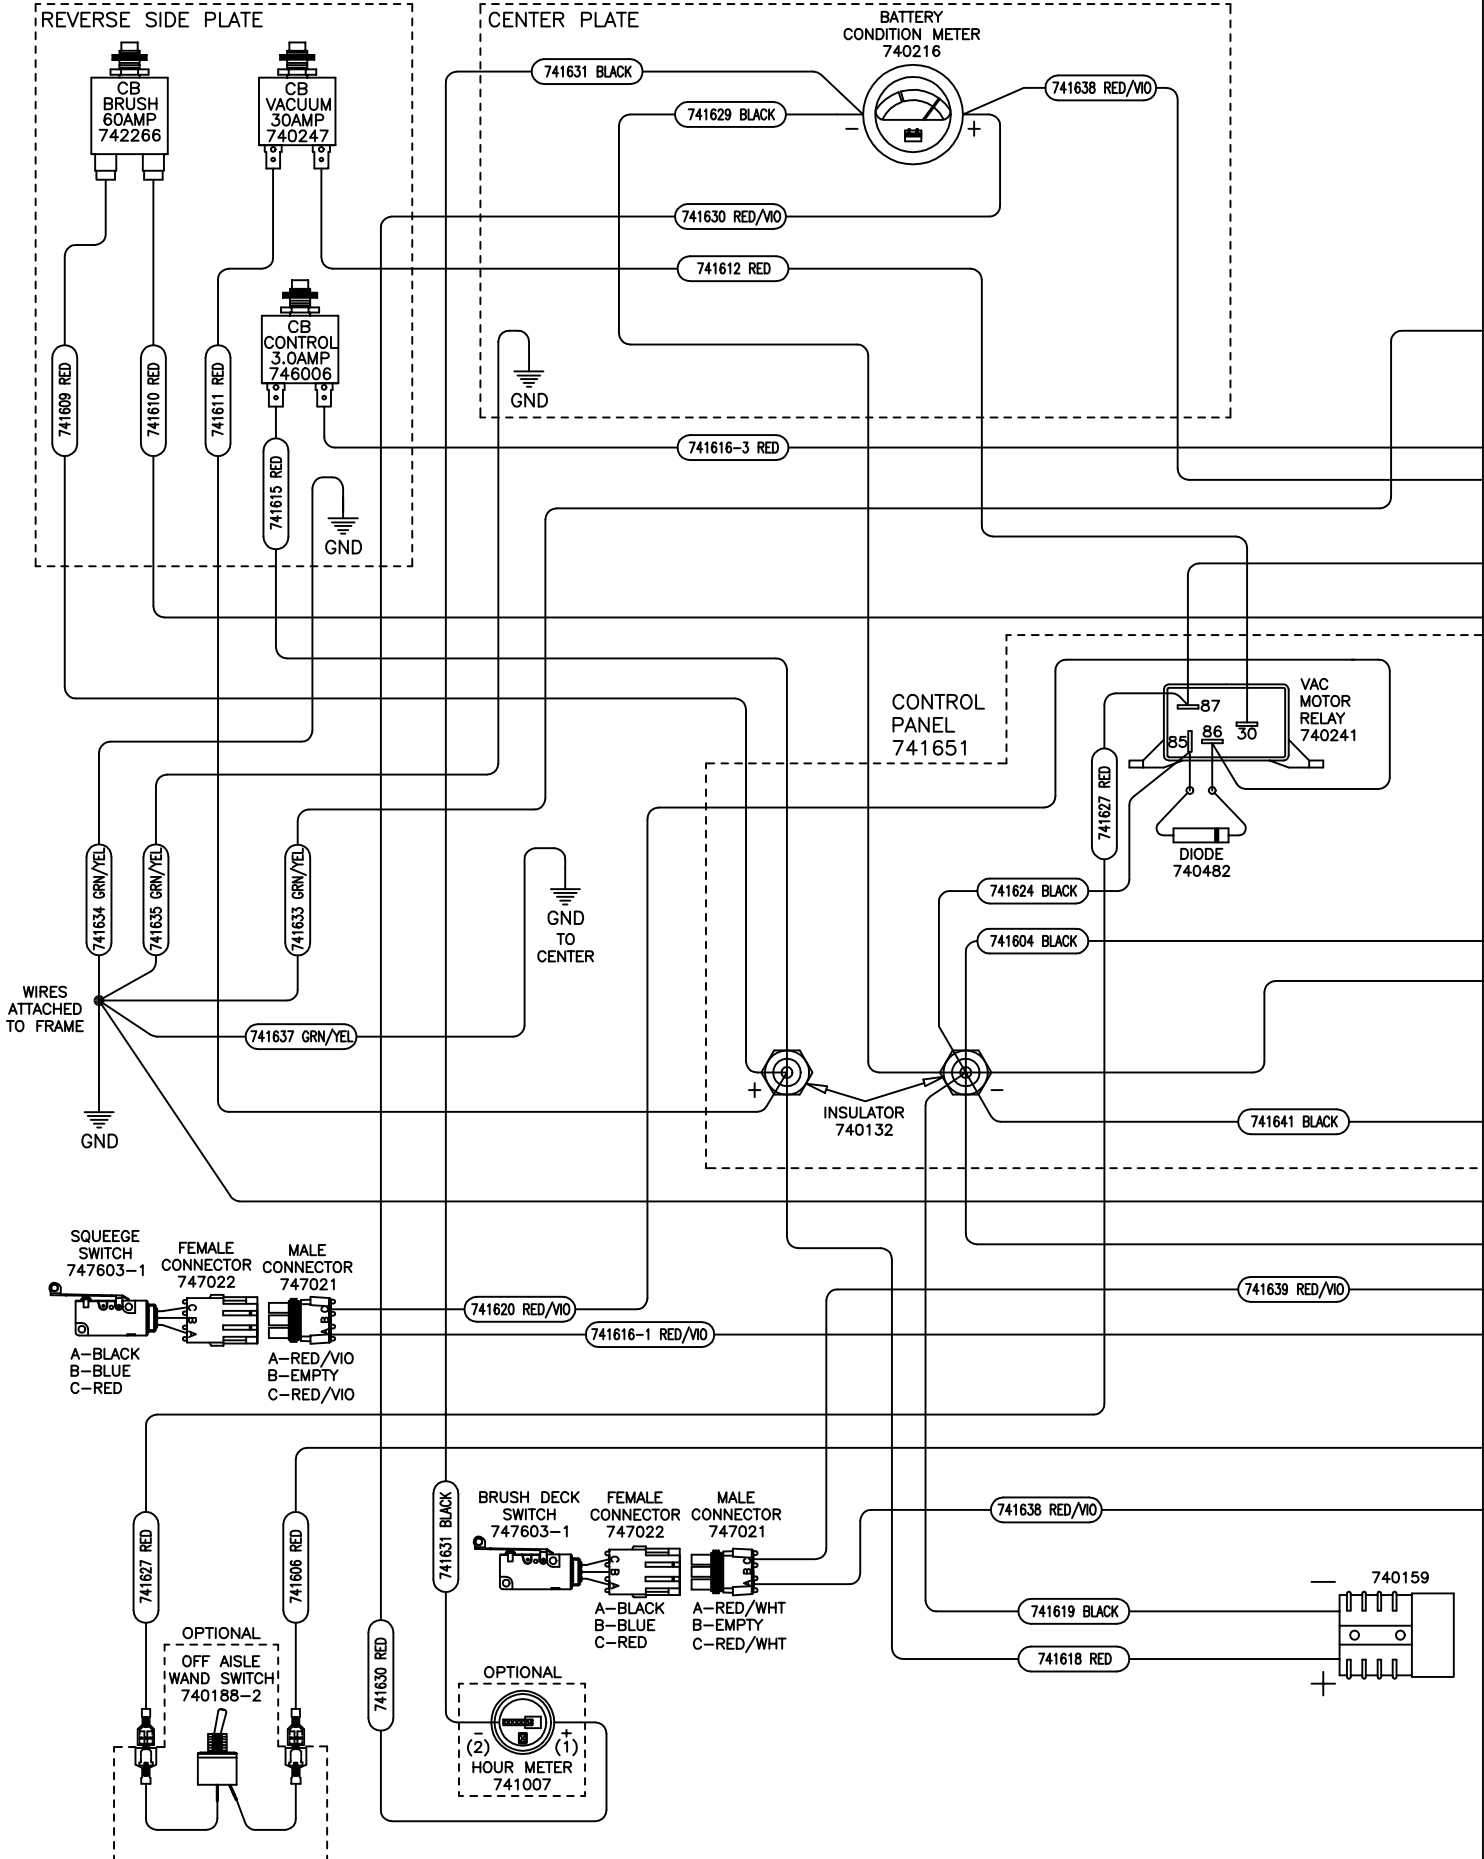 REVERSE SIDE PLATE
CB
BRUSH
60AMP
742266
CB
VACUUM
30AMP
740247
CB
CONTROL
3.0AMP
746006
741609 RED
741610 RED
741611 RED
741615 RED
GND
CENTER PLATE
BATTERY
CONDITION METER
740216
741631 BLACK
741629 BLACK
741638 RED/VIO
−
+
741630 RED/VIO
741612 RED
GND
741616-3 RED
CONTROL
PANEL
741651
VAC
MOTOR
RELAY
740241
87
86
30
85
741627 RED
DIODE
740482
741634 GRN/YEL
741635 GRN/YEL
741633 GRN/YEL
741624 BLACK
741604 BLACK
GND
TO
CENTER
WIRES
ATTACHED
TO FRAME
741637 GRN/YEL
GND
+
−
INSULATOR
740132
741641 BLACK
SQUEEGE
SWITCH
747603-1
FEMALE
CONNECTOR
747022
MALE
CONNECTOR
747021
C
B
A
C
B
A
A-BLACK
B-BLUE
C-RED
A-RED/VIO
B-EMPTY
C-RED/VIO
741620 RED/VIO
741616-1 RED/VIO
741639 RED/VIO
741627 RED
741606 RED
741631 BLACK
741630 RED
BRUSH DECK
SWITCH
747603-1
FEMALE
CONNECTOR
747022
MALE
CONNECTOR
747021
C
B
A
C
B
A
A-BLACK
B-BLUE
C-RED
A-RED/WHT
B-EMPTY
C-RED/WHT
741638 RED/VIO
741619 BLACK
741618 RED
740159
−
+
OPTIONAL
OFF AISLE
WAND SWITCH
740188-2
OPTIONAL
−
(2)
+
(1)
HOUR METER
741007